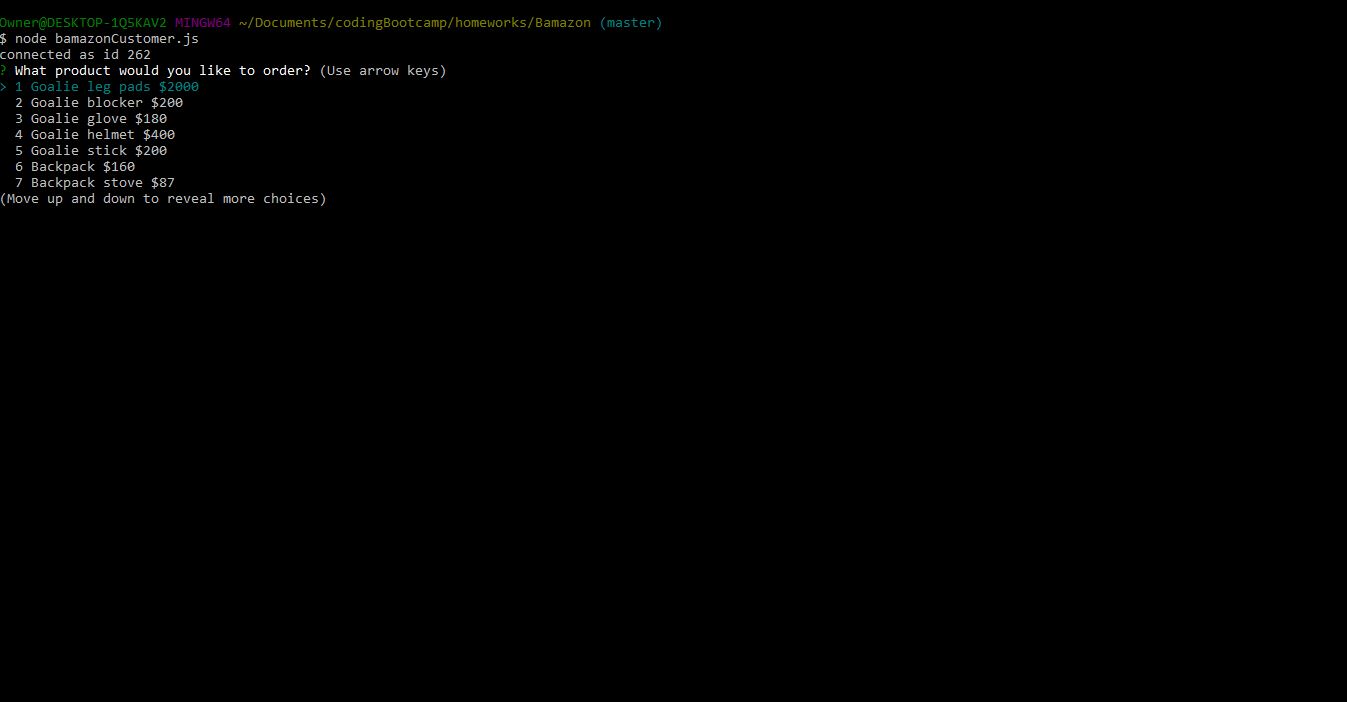 Owner@DESKTOP-1Q5KAV2 MINGW64 ~/Documents/codingBootcamp/homeworks/Bamazon (master)
$ node bamazonCustomer.js
connected as id 262
? What product would you like to order? (Use arrow keys)
> 1 Goalie leg pads $2000
  2 Goalie blocker $200
  3 Goalie glove $180
  4 Goalie helmet $400
  5 Goalie stick $200
  6 Backpack $160
  7 Backpack stove $87
(Move up and down to reveal more choices)